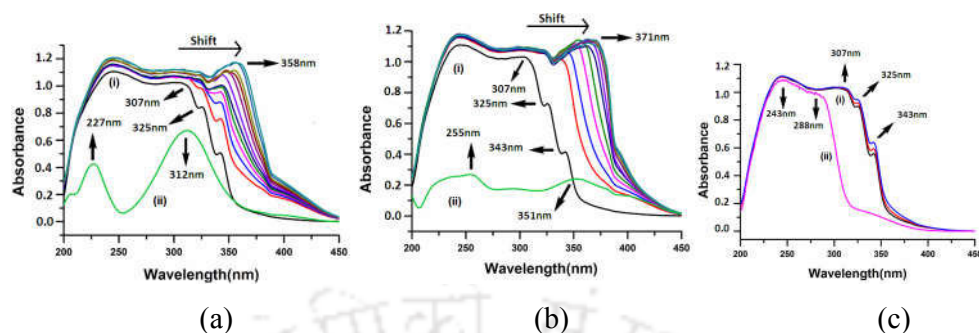 Shift
358nm
(i)
307nm
325nm
227nm
312nm
(ii)
Absorbance
1.2
1.0
0.8
0.6
0.4
0.2
0.0
200 250 300 350 400 450
Wavelength(nm)
(a)
Shift
371nm
(i)
307nm
325nm
343nm
255nm
(ii)
351nm
Absorbance
1.2
1.0
0.8
0.6
0.4
0.2
0.0
200 250 300 350 400 450
Wavelength(nm)
(b)
307nm
325nm
(i)
343nm
243nm
288nm
(ii)
Absorbance
1.2
1.0
0.8
0.6
0.4
0.2
0.0
200 250 300 350 400 450
Wavelength(nm)
(c)